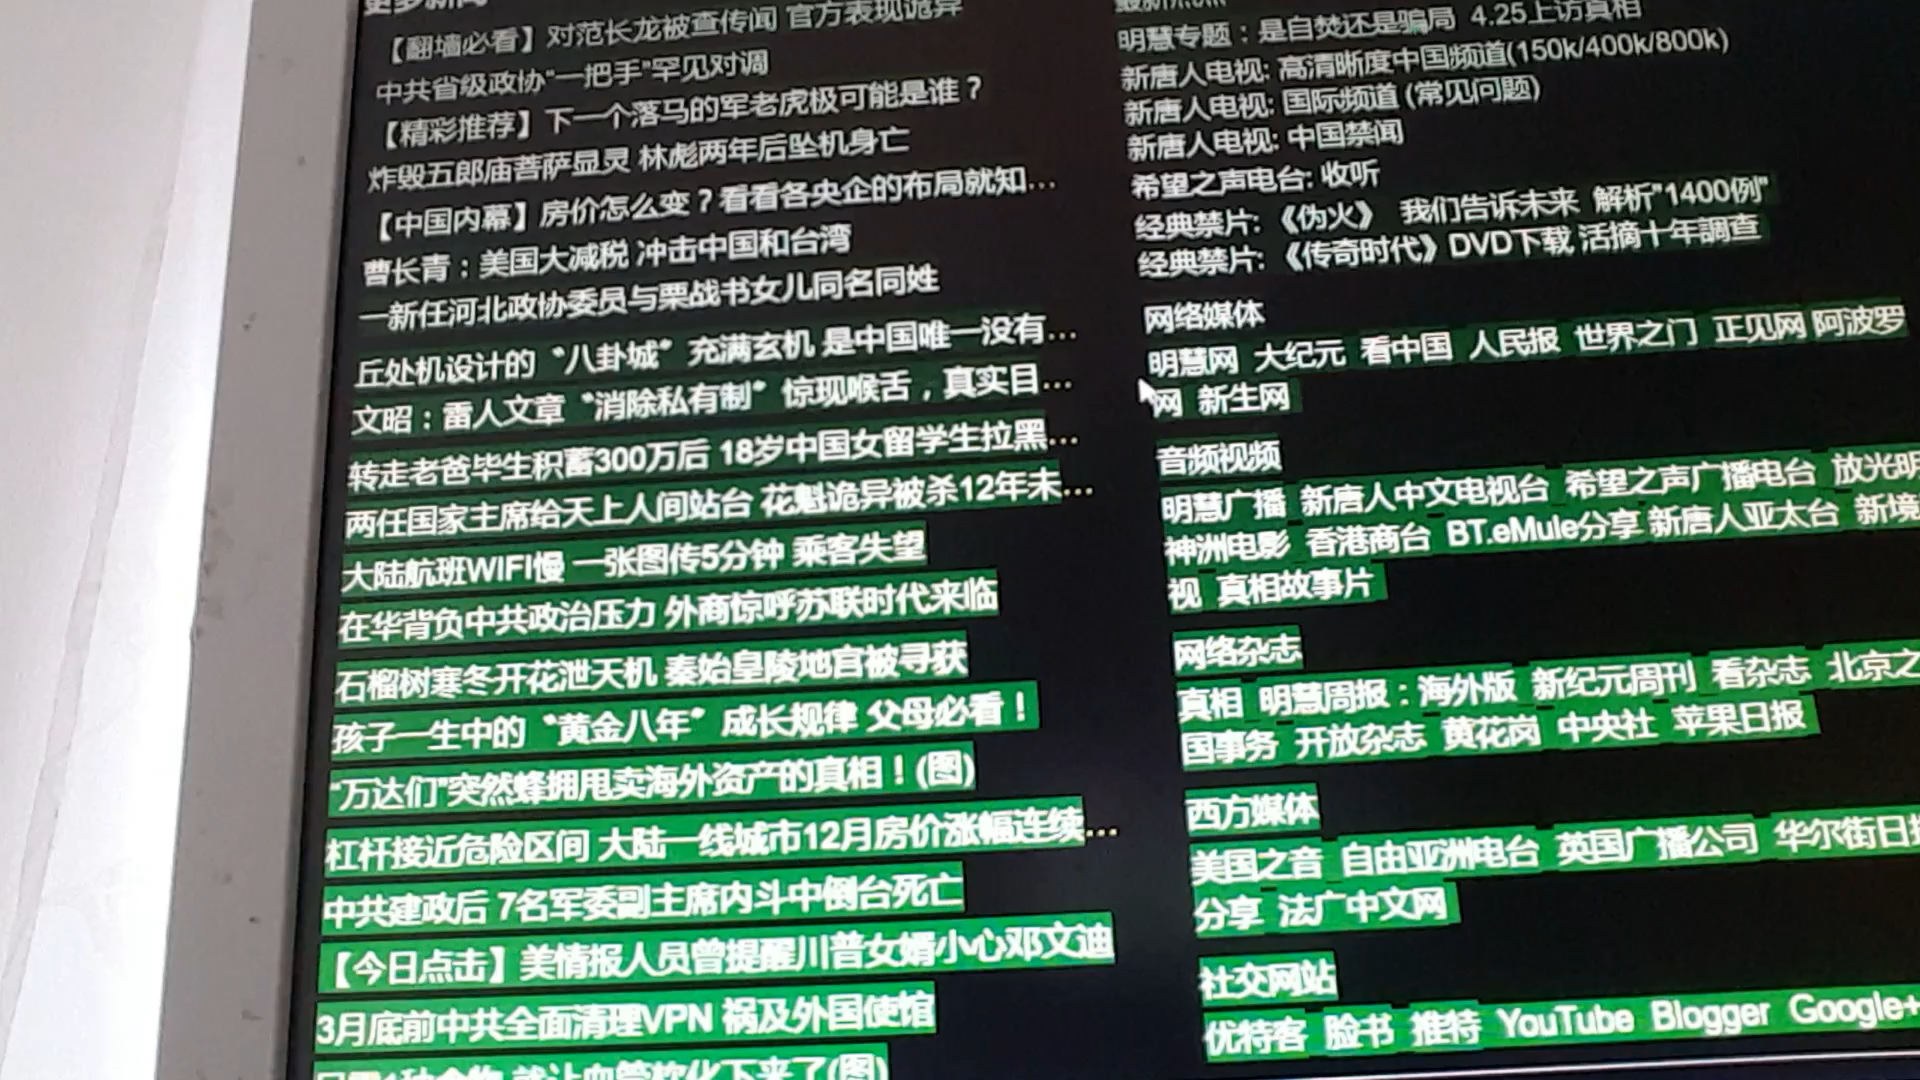 更多新闻
【翻墙必看】对范长龙被查传闻 官方表现诡异
中共省级政协"一把手"罕见对调
【精彩推荐】下一个落马的军老虎极可能是谁？
炸毁五郎庙菩萨显灵 林彪两年后坠机身亡
【中国内幕】房价怎么变？看看各央企的布局就知...
曹长青：美国大减税 冲击中国和台湾
一新任河北政协委员与栗战书女儿同名同姓
丘处机设计的“八卦城”充满玄机 是中国唯一没有...
文昭：雷人文章“消除私有制”惊现喉舌，真实目...
转走老爸毕生积蓄300万后 18岁中国女留学生拉黑...
两任国家主席给天上人间站台 花魁诡异被杀12年未...
大陆航班WIFI慢 一张图传5分钟 乘客失望
在华背负中共政治压力 外商惊呼苏联时代来临
石榴树寒冬开花泄天机 秦始皇陵地宫被寻获
孩子一生中的“黄金八年”成长规律 父母必看！
"万达们"突然蜂拥甩卖海外资产的真相！(图)
杠杆接近危险区间 大陆一线城市12月房价涨幅连续...
中共建政后 7名军委副主席内斗中倒台死亡
【今日点击】美情报人员曾提醒川普女婿小心邓文迪
3月底前中共全面清理VPN 祸及外国使馆
就让血管软化下来了(图)
明慧专题：是自焚还是骗局 4.25上访真相
新唐人电视: 高清晰度中国频道(150k/400k/800k)
新唐人电视: 国际频道 (常见问题)
新唐人电视: 中国禁闻
希望之声电台: 收听
经典禁片: 《伪火》 我们告诉未来 解析"1400例"
经典禁片: 《传奇时代》DVD下载 活摘十年調查
网络媒体
明慧网 大纪元 看中国 人民报 世界之门 正见网 阿波罗
网 新生网
音频视频
明慧广播 新唐人中文电视台 希望之声广播电台 放光明
神洲电影 香港商台 BT.eMule分享 新唐人亚太台 新境
视 真相故事片
网络杂志
真相 明慧周报：海外版 新纪元周刊 看杂志 北京之
国事务 开放杂志 黄花岗 中央社 苹果日报
西方媒体
美国之音 自由亚洲电台 英国广播公司 华尔街日报
分享 法广中文网
社交网站
优特客 脸书 推特 YouTube Blogger Google+